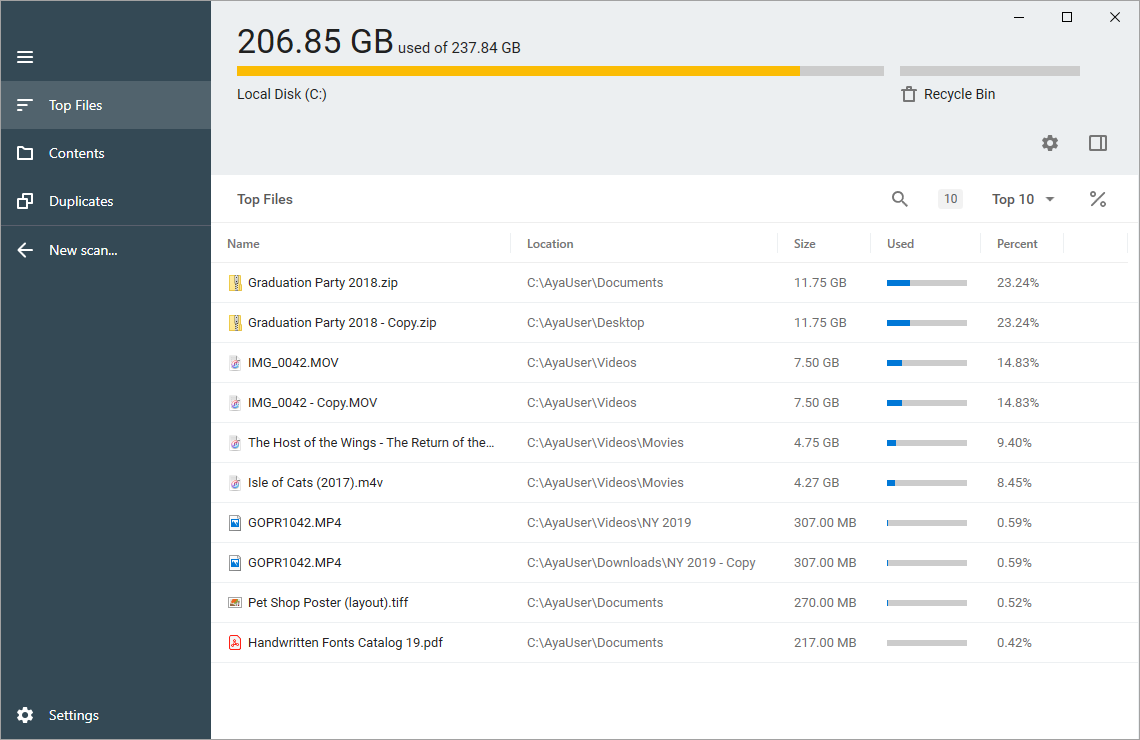 206.85 GB used of 237.84 GB
Local Disk (C:)
Recycle Bin
Top Files
Contents
Duplicates
New scan...
Settings
Top Files 10 Top 10
Name Location Size Used Percent
Graduation Party 2018.zip C:\AyaUser\Documents 11.75 GB 23.24%
Graduation Party 2018 - Copy.zip C:\AyaUser\Desktop 11.75 GB 23.24%
IMG_0042.MOV C:\AyaUser\Videos 7.50 GB 14.83%
IMG_0042 - Copy.MOV C:\AyaUser\Videos 7.50 GB 14.83%
The Host of the Wings - The Return of the... C:\AyaUser\Videos\Movies 4.75 GB 9.40%
Isle of Cats (2017).m4v C:\AyaUser\Videos\Movies 4.27 GB 8.45%
GOPR1042.MP4 C:\AyaUser\Videos\NY 2019 307.00 MB 0.59%
GOPR1042.MP4 C:\AyaUser\Downloads\NY 2019 - Copy 307.00 MB 0.59%
Pet Shop Poster (layout).tiff C:\AyaUser\Documents 270.00 MB 0.52%
Handwritten Fonts Catalog 19.pdf C:\AyaUser\Documents 217.00 MB 0.42%